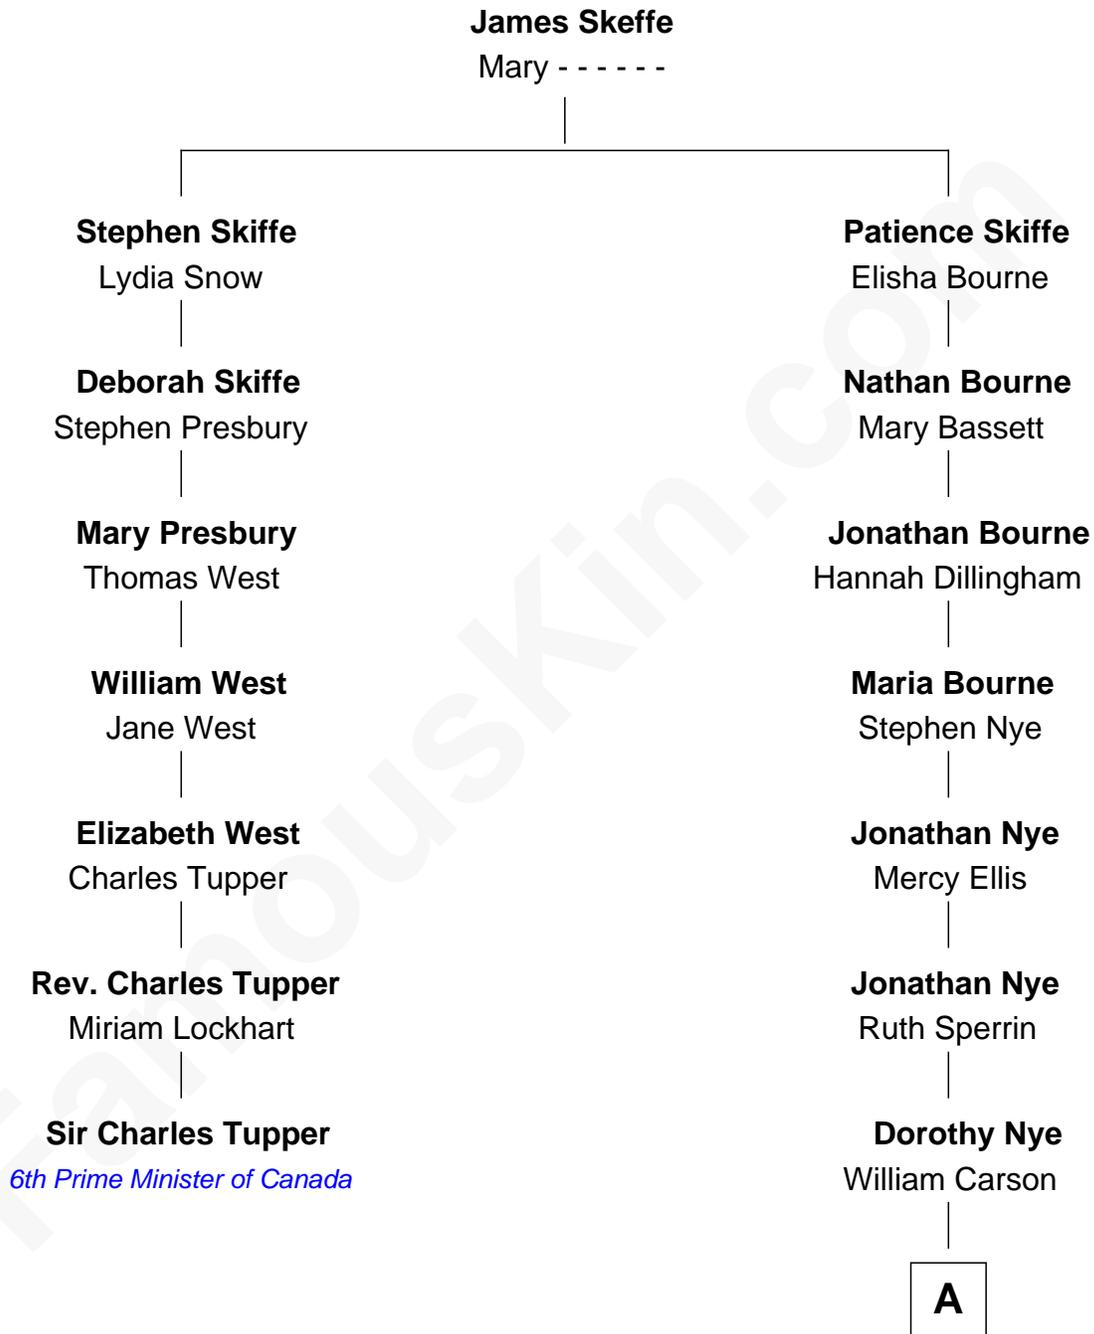 James Skeffe
Mary - - - - - -
Stephen Skiffe
Lydia Snow
Patience Skiffe
Elisha Bourne
Deborah Skiffe
Stephen Presbury
Nathan Bourne
Mary Bassett
Mary Presbury
Thomas West
Jonathan Bourne
Hannah Dillingham
William West
Jane West
Maria Bourne
Stephen Nye
Elizabeth West
Charles Tupper
Jonathan Nye
Mercy Ellis
Rev. Charles Tupper
Miriam Lockhart
Jonathan Nye
Ruth Sperrin
Sir Charles Tupper
6th Prime Minister of Canada
Dorothy Nye
William Carson
A
FamousKin.com